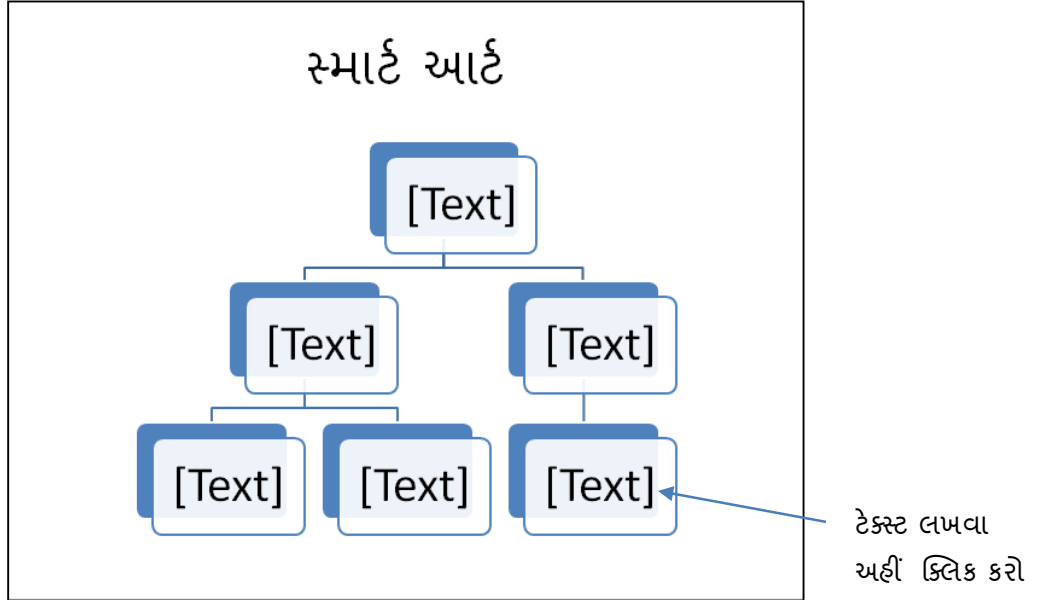 સ્માર્ટ આર્ટ
[Text]
[Text] [Text]
[Text] [Text] [Text]
ટેક્સ્ટ લખવા
અહીં ક્લિક કરો